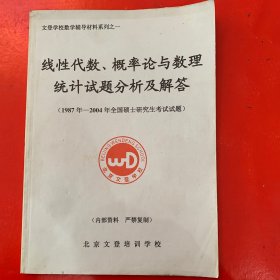 文登学校数学辅导材料系列之一
线性代数、概率论与数理
统计试题分析及解答
(1987年—2004年全国硕士研究生考试试题)
(内部资料 严禁复制)
北京文登培训学校